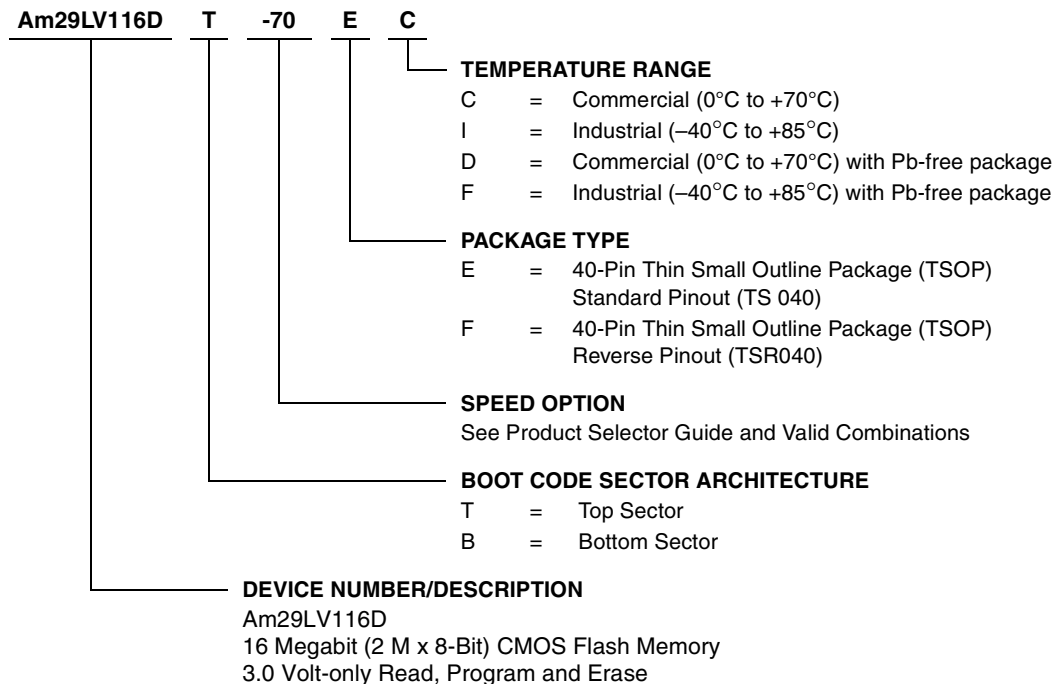 Am29LV116D T -70 E C
TEMPERATURE RANGE
C = Commercial (0°C to +70°C)
I = Industrial (–40°C to +85°C)
D = Commercial (0°C to +70°C) with Pb-free package
F = Industrial (–40°C to +85°C) with Pb-free package
PACKAGE TYPE
E = 40-Pin Thin Small Outline Package (TSOP)
Standard Pinout (TS 040)
F = 40-Pin Thin Small Outline Package (TSOP)
Reverse Pinout (TSR040)
SPEED OPTION
See Product Selector Guide and Valid Combinations
BOOT CODE SECTOR ARCHITECTURE
T = Top Sector
B = Bottom Sector
DEVICE NUMBER/DESCRIPTION
Am29LV116D
16 Megabit (2 M x 8-Bit) CMOS Flash Memory
3.0 Volt-only Read, Program and Erase